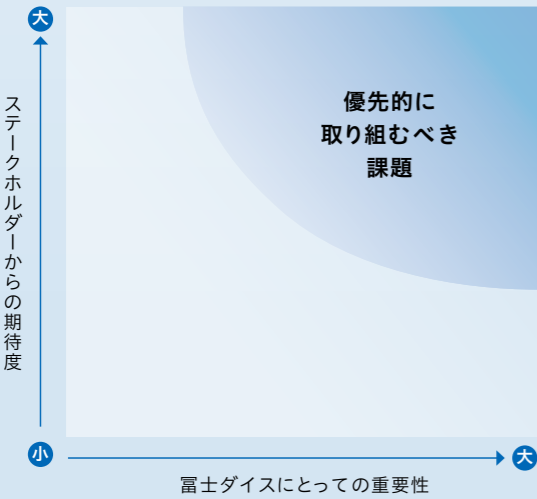 大
ステークホルダーからの期待度
優先的に
取り組むべき
課題
小
大
冨士ダイスにとっての重要性